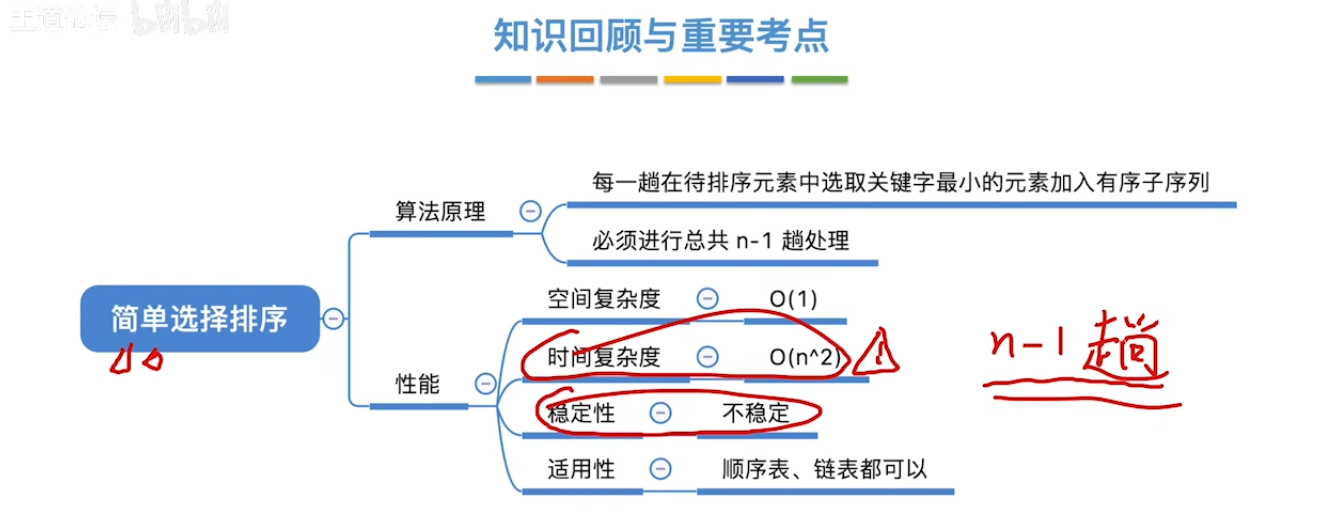 王道论坛 bilibili
知识回顾与重要考点
每一趟在待排序元素中选取关键字最小的元素加入有序子序列
算法原理
必须进行总共 n-1 趟处理
简单选择排序
空间复杂度 O(1)
时间复杂度 O(n^2)
n-1 趟
性能
稳定性 不稳定
适用性 顺序表、链表都可以